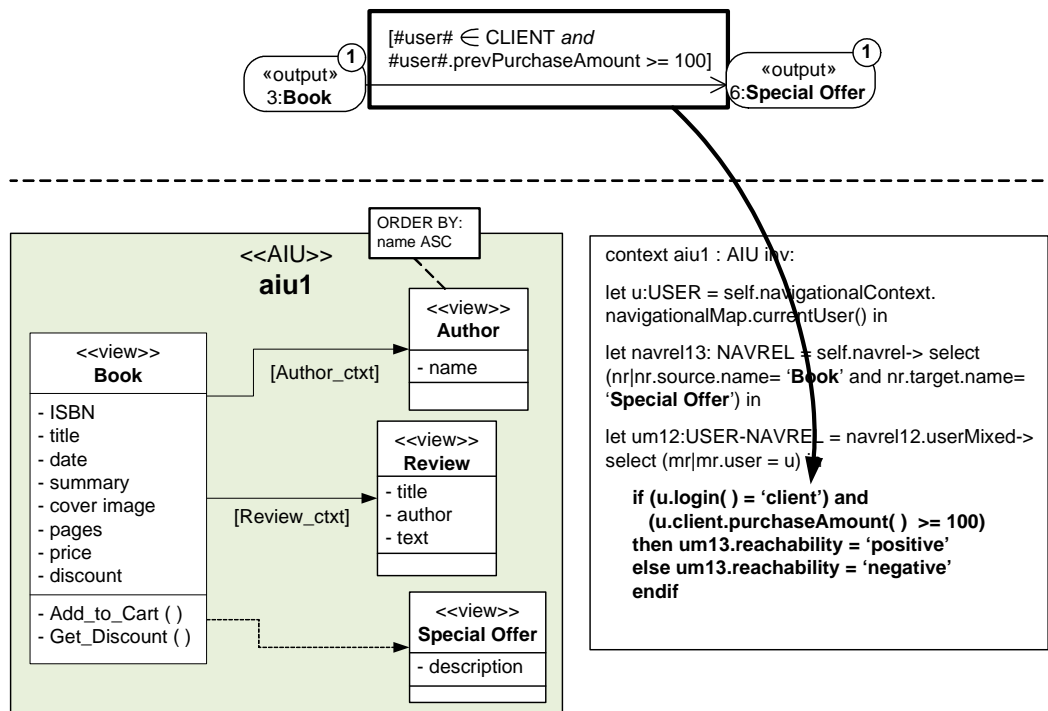 [#user# ∈ CLIENT and
#user#.prevPurchaseAmount >= 100]
1
«output»
3:Book
1
«output»
6:Special Offer
ORDER BY:
name ASC
<<AIU>>
aiu1
<<view>>
Book
- ISBN
- title
- date
- summary
- cover image
- pages
- price
- discount
- Add_to_Cart ( )
- Get_Discount ( )
[Author_ctxt]
<<view>>
Author
- name
[Review_ctxt]
<<view>>
Review
- title
- author
- text
<<view>>
Special Offer
- description
context aiu1 : AIU inv:
let u:USER = self.navigationalContext.
navigationalMap.currentUser() in
let navrel13: NAVREL = self.navrel-> select
(nr|nr.source.name= ‘Book’ and nr.target.name=
‘Special Offer’) in
let um12:USER-NAVREL = navrel12.userMixed->
select (mr|mr.user = u) in
if (u.login( ) = ‘client’) and
(u.client.purchaseAmount( ) >= 100)
then um13.reachability = ‘positive’
else um13.reachability = ‘negative’
endif